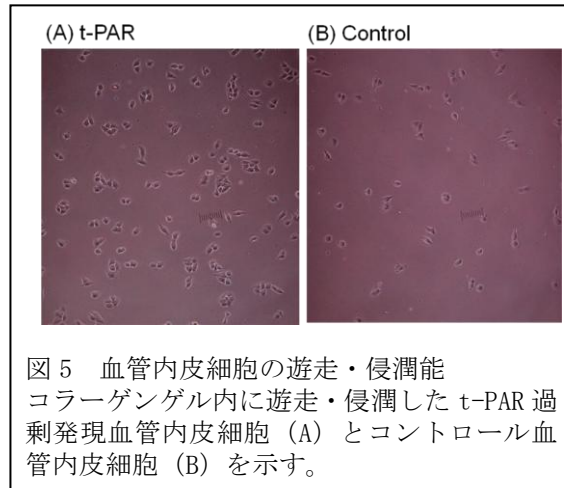 (A) t-PAR
(B) Control
図 5 血管内皮細胞の遊走・侵潤能
コラーゲンゲル内に遊走・侵潤した t-PAR 過
剰発現血管内皮細胞（A）とコントロール血
管内皮細胞（B）を示す。